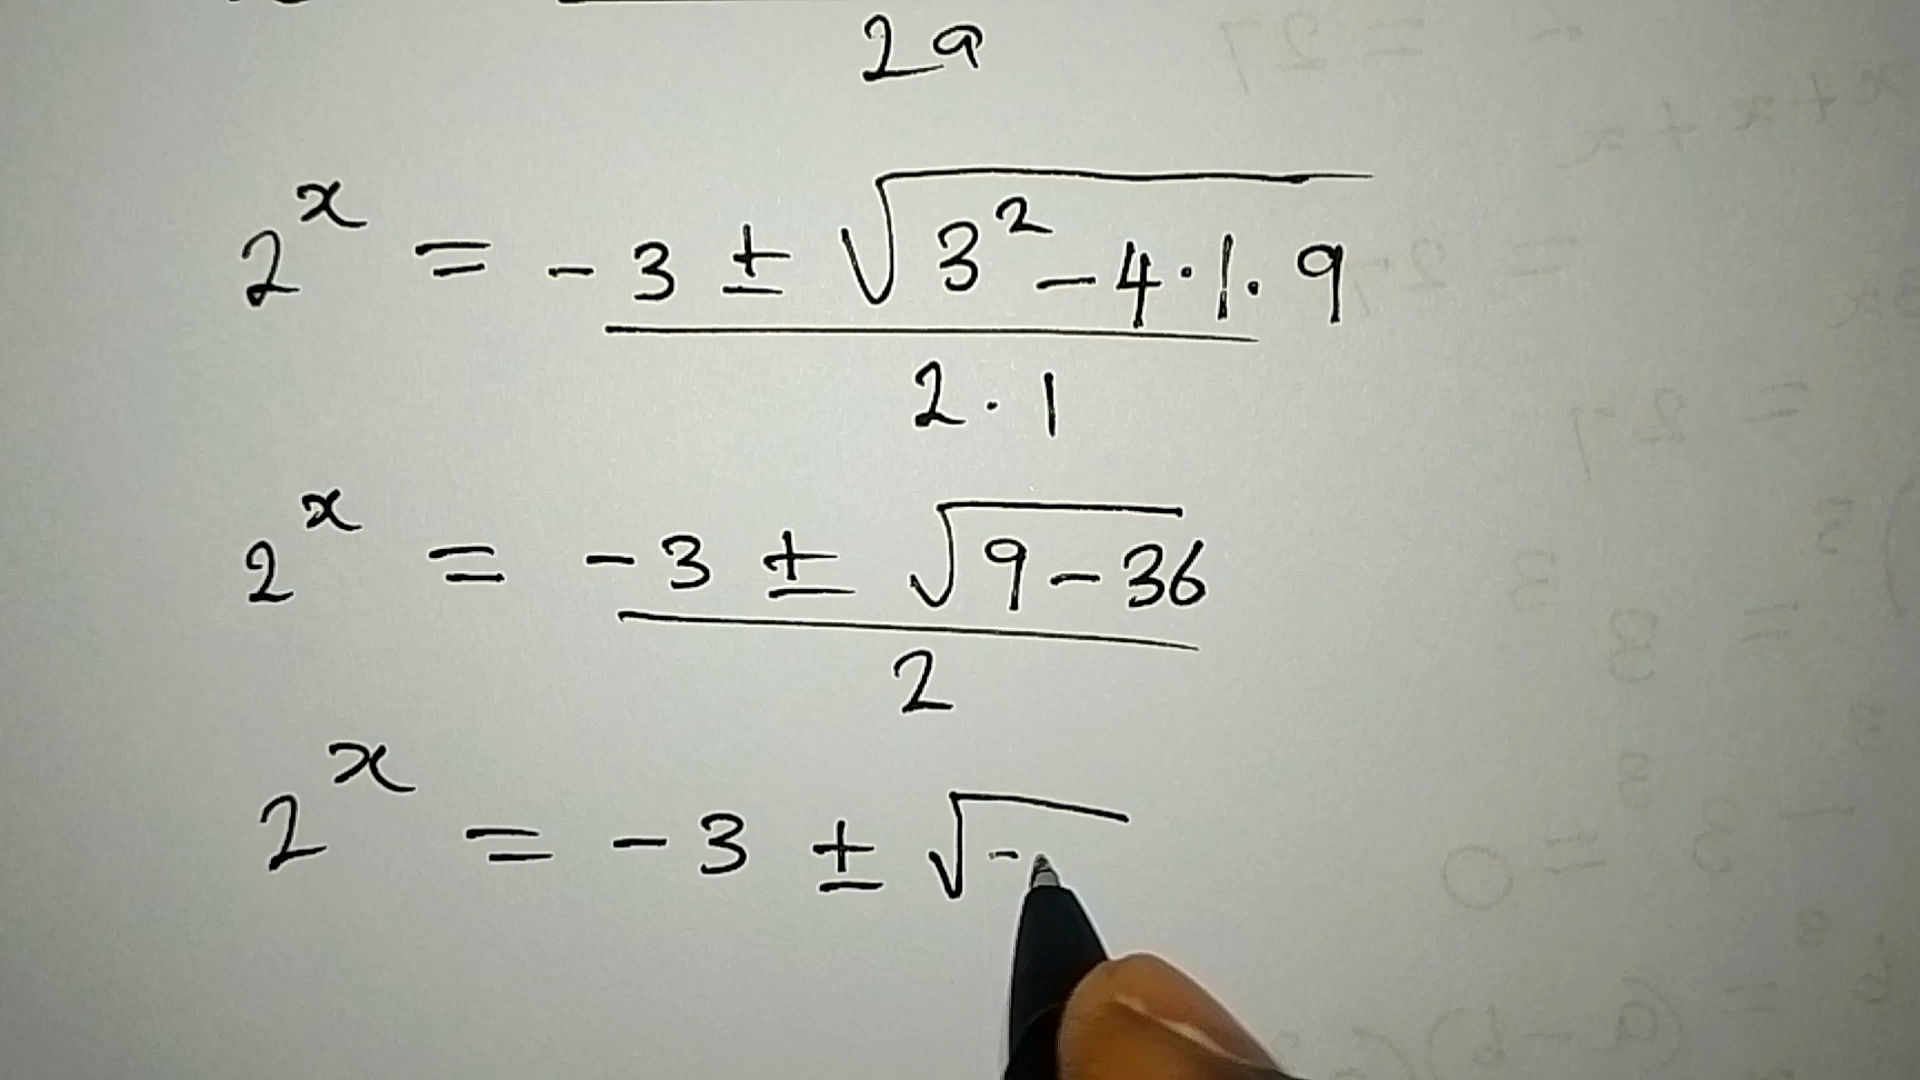 2a
2^x = -3 ± √(3² - 4·1·9)
2·1
2^x = -3 ± √(9-36)
2
2^x = -3 ± √-